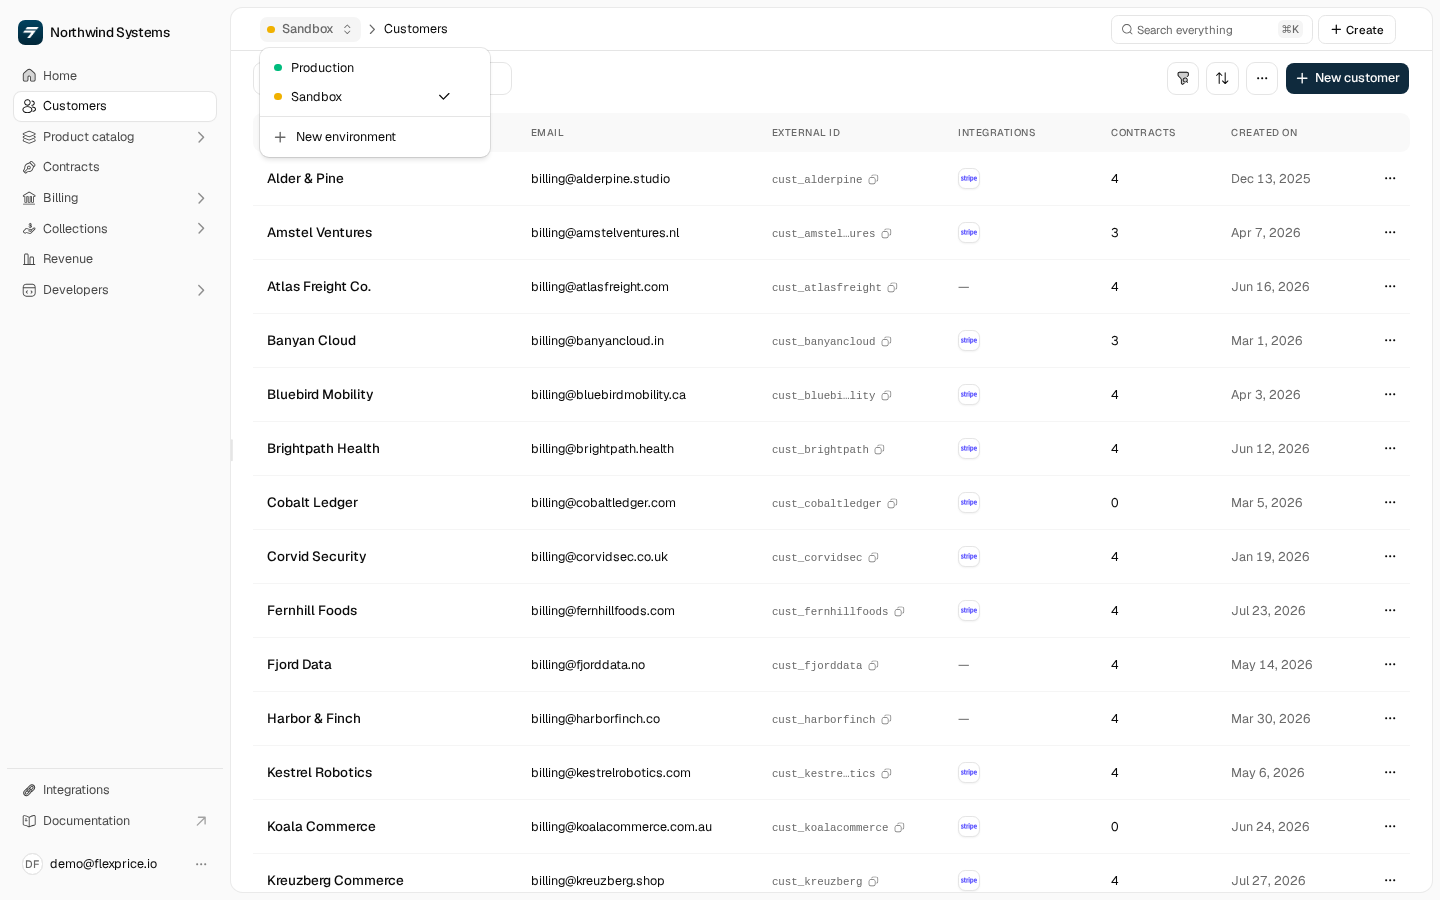 Northwind Systems
Home
Customers
Product catalog
Contracts
Billing
Collections
Revenue
Developers
Integrations
Documentation
DF demo@flexprice.io
Sandbox Customers
Search everything ⌘K
+ Create
Production
Sandbox
+ New environment
+ New customer
EMAIL EXTERNAL ID INTEGRATIONS CONTRACTS CREATED ON
Alder & Pine billing@alderpine.studio cust_alderpine stripe 4 Dec 13, 2025
Amstel Ventures billing@amstelventures.nl cust_amstel…ures stripe 3 Apr 7, 2026
Atlas Freight Co. billing@atlasfreight.com cust_atlasfreight — 4 Jun 16, 2026
Banyan Cloud billing@banyancloud.in cust_banyancloud stripe 3 Mar 1, 2026
Bluebird Mobility billing@bluebirdmobility.ca cust_bluebi…lity stripe 4 Apr 3, 2026
Brightpath Health billing@brightpath.health cust_brightpath stripe 4 Jun 12, 2026
Cobalt Ledger billing@cobaltledger.com cust_cobaltledger stripe 0 Mar 5, 2026
Corvid Security billing@corvidsec.co.uk cust_corvidsec stripe 4 Jan 19, 2026
Fernhill Foods billing@fernhillfoods.com cust_fernhillfoods stripe 4 Jul 23, 2026
Fjord Data billing@fjorddata.no cust_fjorddata — 4 May 14, 2026
Harbor & Finch billing@harborfinch.co cust_harborfinch — 4 Mar 30, 2026
Kestrel Robotics billing@kestrelrobotics.com cust_kestre…tics stripe 4 May 6, 2026
Koala Commerce billing@koalacommerce.com.au cust_koalacommerce stripe 0 Jun 24, 2026
Kreuzberg Commerce billing@kreuzberg.shop cust_kreuzberg stripe 4 Jul 27, 2026